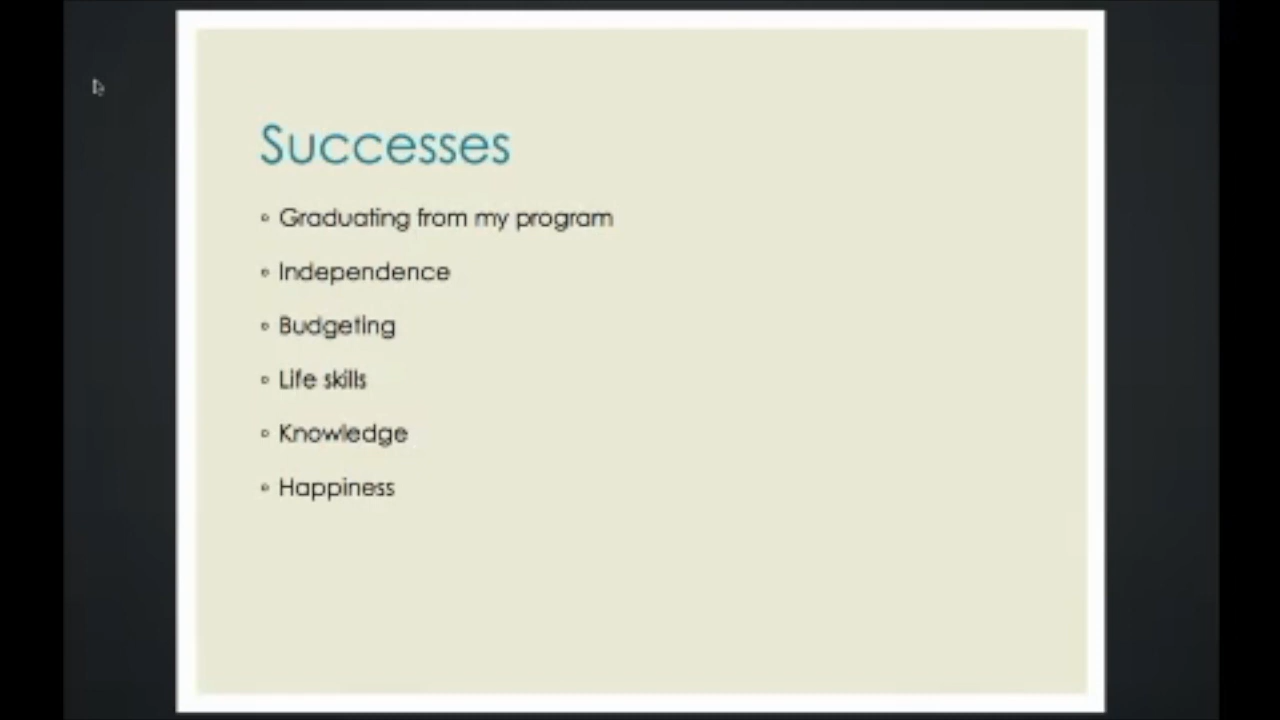 Successes
Graduating from my program
Independence
Budgeting
Life skills
Knowledge
Happiness